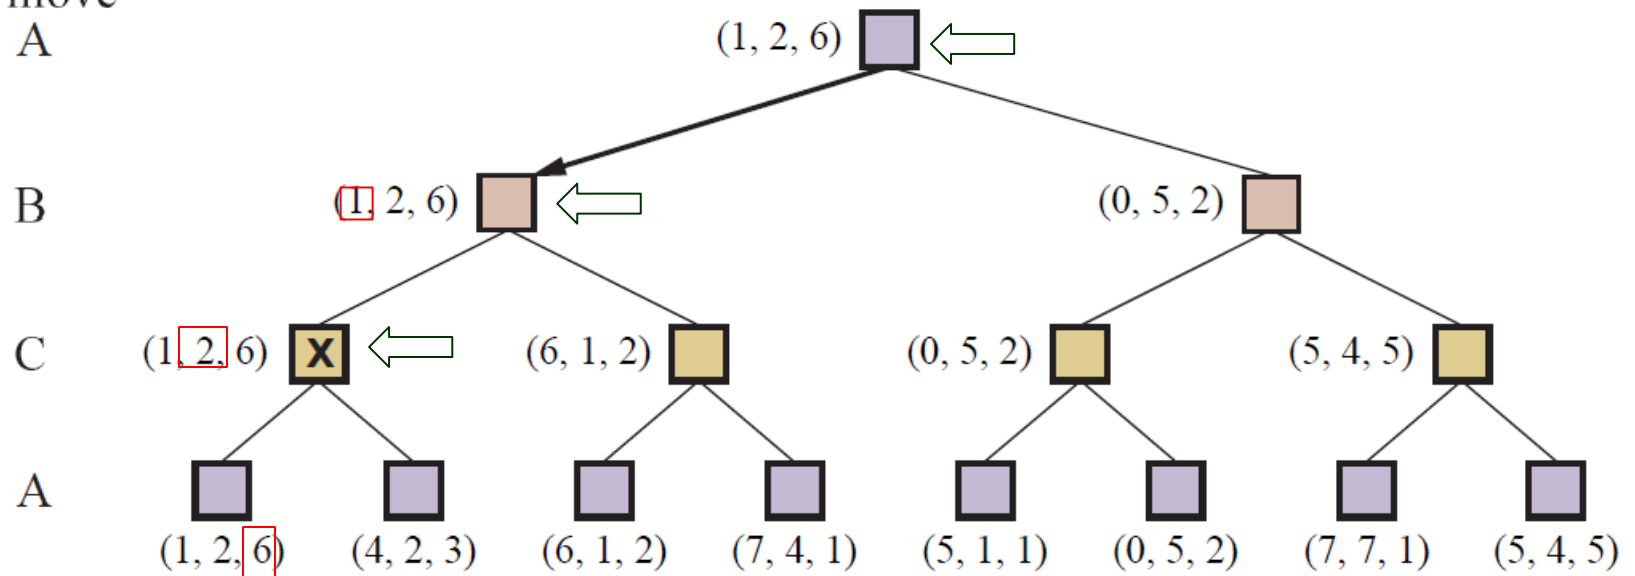 move
A (1, 2, 6)
B (1, 2, 6) (0, 5, 2)
C (1, 2, 6) X (6, 1, 2) (0, 5, 2) (5, 4, 5)
A
(1, 2, 6) (4, 2, 3) (6, 1, 2) (7, 4, 1) (5, 1, 1) (0, 5, 2) (7, 7, 1) (5, 4, 5)